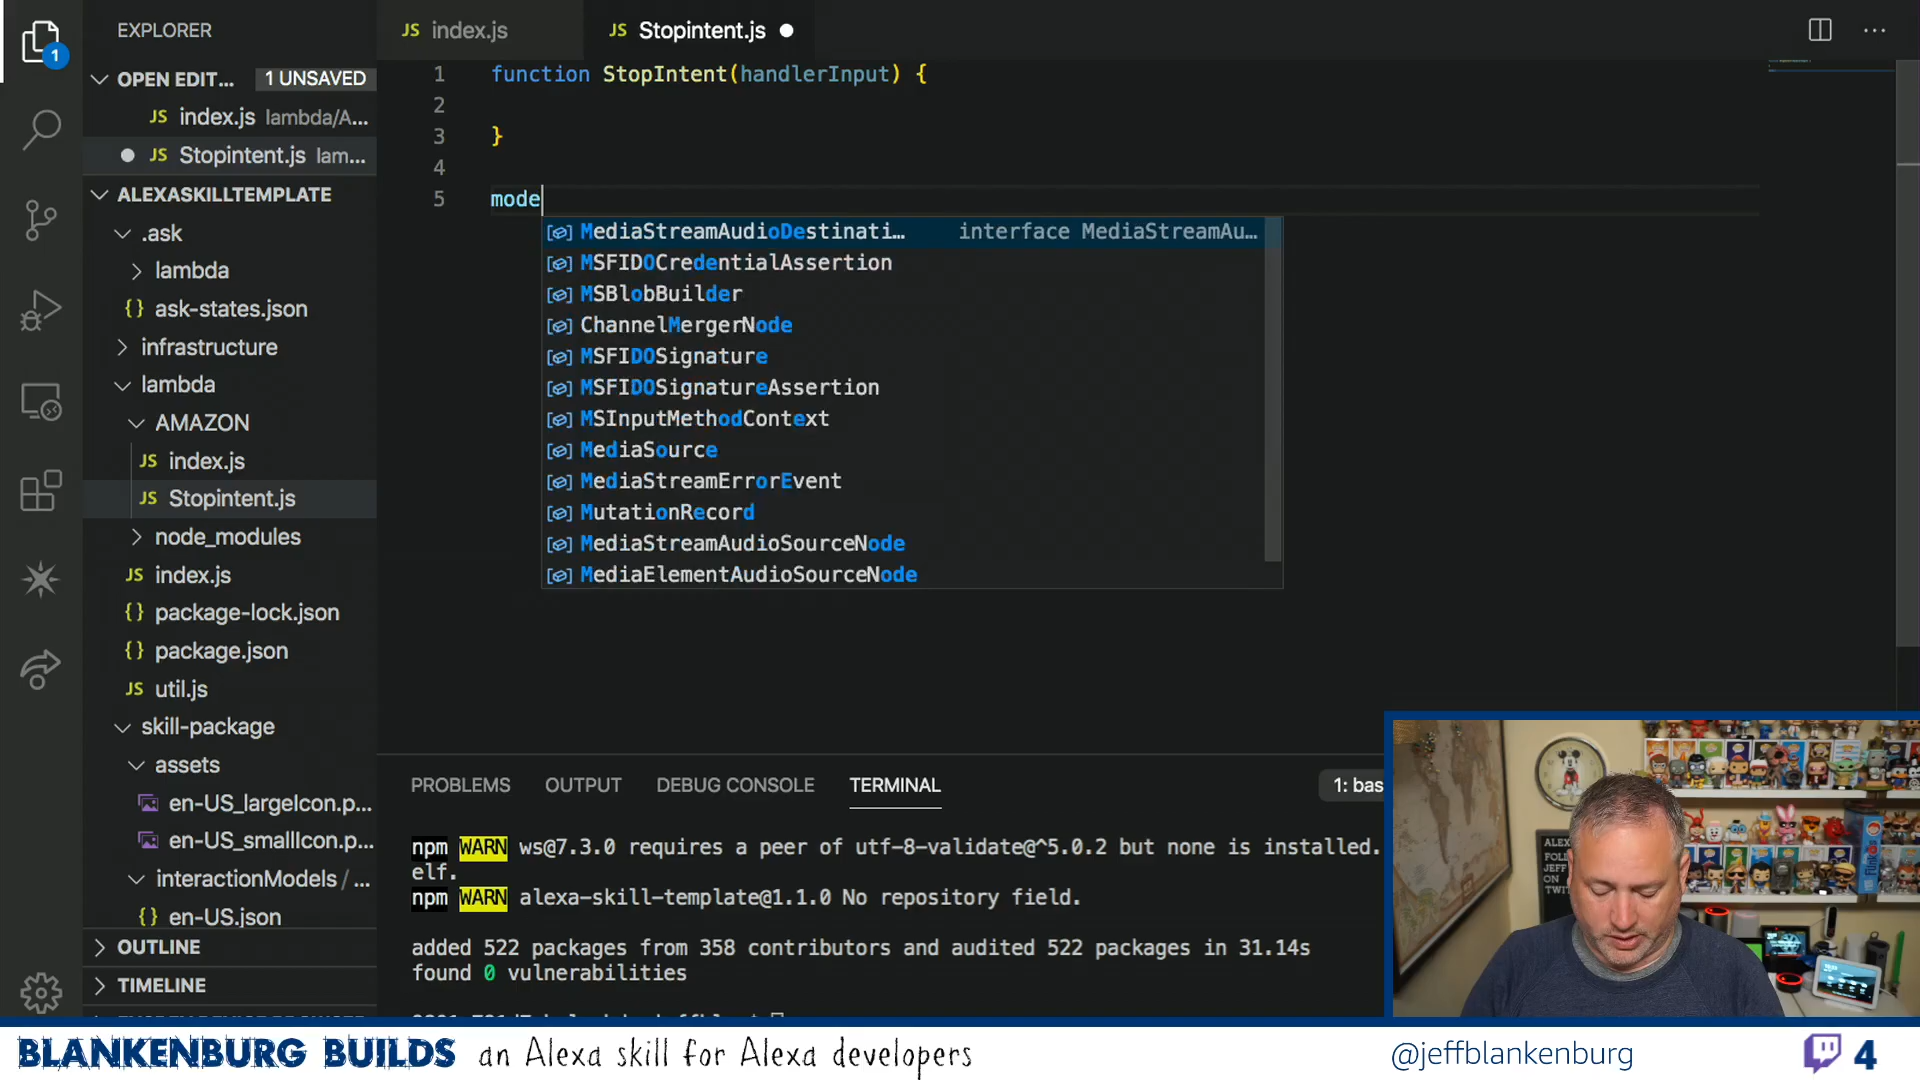 EXPLORER
1
OPEN EDIT... 1 UNSAVED
JS index.js lambda/A...
JS Stopintent.js lam...
ALEXASKILLTEMPLATE
.ask
lambda
{} ask-states.json
infrastructure
lambda
AMAZON
JS index.js
JS Stopintent.js
node_modules
JS index.js
{} package-lock.json
{} package.json
JS util.js
skill-package
assets
en-US_largeIcon.p...
en-US_smallIcon.p...
interactionModels / ...
{} en-US.json
OUTLINE
TIMELINE
JS index.js
JS Stopintent.js
1 function StopIntent(handlerInput) {
2
3 }
4
5 mode
MediaStreamAudioDestinati... interface MediaStreamAu...
MSFIDOCredentialAssertion
MSBlobBuilder
ChannelMergerNode
MSFIDOSignature
MSFIDOSignatureAssertion
MSInputMethodContext
MediaSource
MediaStreamErrorEvent
MutationRecord
MediaStreamAudioSourceNode
MediaElementAudioSourceNode
PROBLEMS OUTPUT DEBUG CONSOLE TERMINAL 1: bas
npm WARN ws@7.3.0 requires a peer of utf-8-validate@^5.0.2 but none is installed.
elf.
npm WARN alexa-skill-template@1.1.0 No repository field.
added 522 packages from 358 contributors and audited 522 packages in 31.14s
found 0 vulnerabilities
ALEX
FOL
JEFF
ON
TWIT
BLANKENBURG BUILDS an Alexa skill for Alexa developers
@jeffblankenburg 4